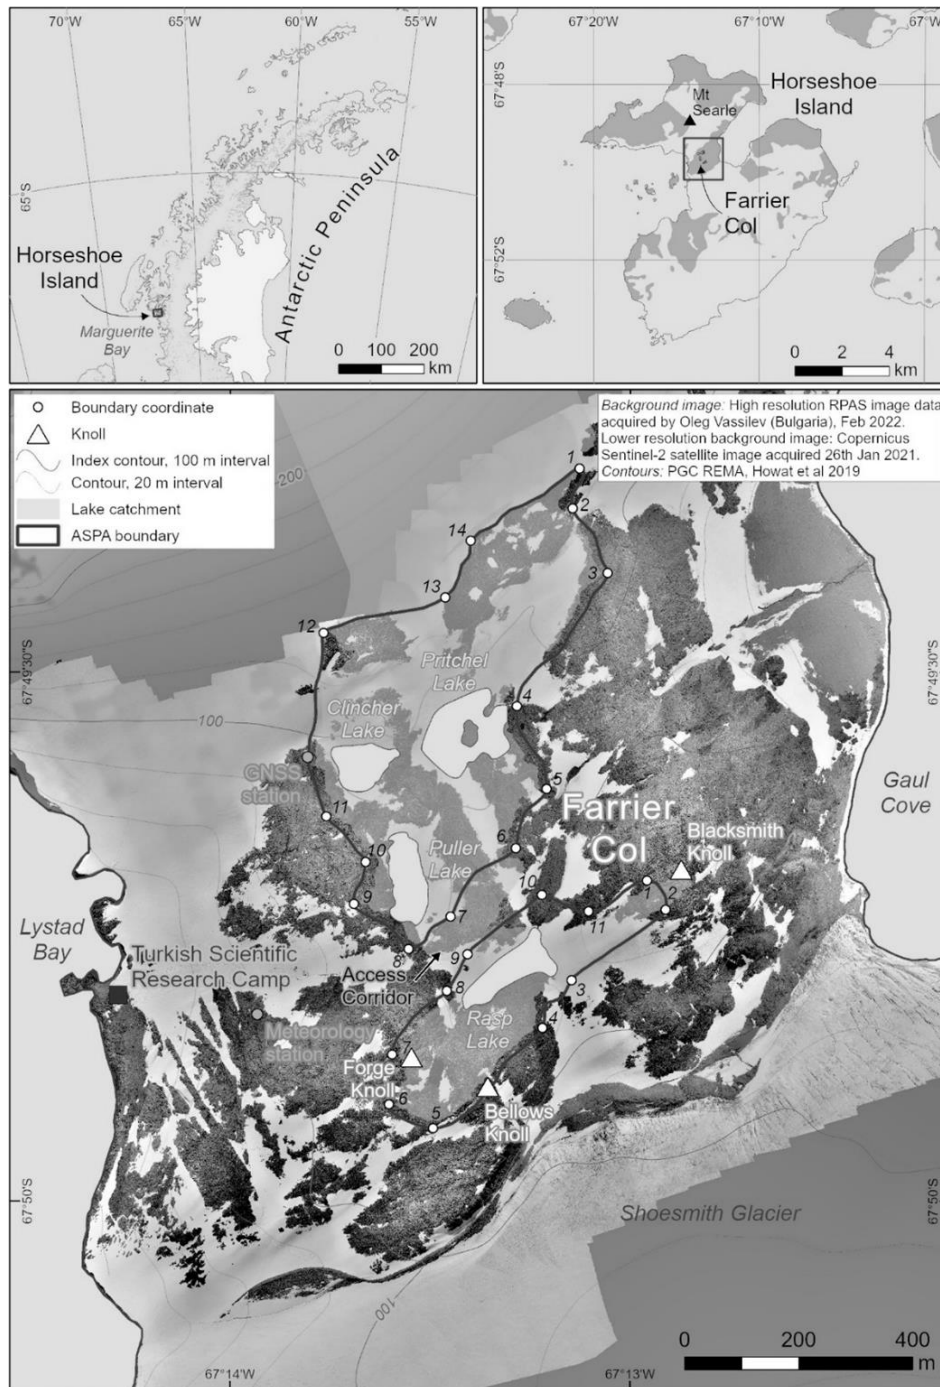 70°W
65°W
60°W
55°W
65°S
Antarctic Peninsula
Horseshoe
Island
Marguerite
Bay
0 100 200
km
67°20'W
67°10'W
67°W
67°48'S
67°52'S
Horseshoe
Island
Mt
Searle
Farrier
Col
0 2 4
km
Boundary coordinate
Knoll
Index contour, 100 m interval
Contour, 20 m interval
Lake catchment
ASPA boundary
Background image: High resolution RPAS image data
acquired by Oleg Vassilev (Bulgaria), Feb 2022.
Lower resolution background image: Copernicus
Sentinel-2 satellite image acquired 26th Jan 2021.
Contours: PGC REMA, Howat et al 2019
200
1
2
14
3
13
12
67°49'30"S
67°49'30"S
Pritchel
Lake
4
100
Clincher
Lake
GNSS
station
5
Gaul
Cove
11
Farrier
Col
6
Blacksmith
Knoll
10
Puller
Lake
10
1
2
9
11
7
Lystad
Bay
8
9
Turkish Scientific
Research Camp
Access
Corridor
8
3
Rasp
Lake
4
Meteorology
station
7
Forge
Knoll
6
5
Bellows
Knoll
67°50'S
67°50'S
Shoesmith Glacier
100
0 200 400
m
67°14'W
67°13'W